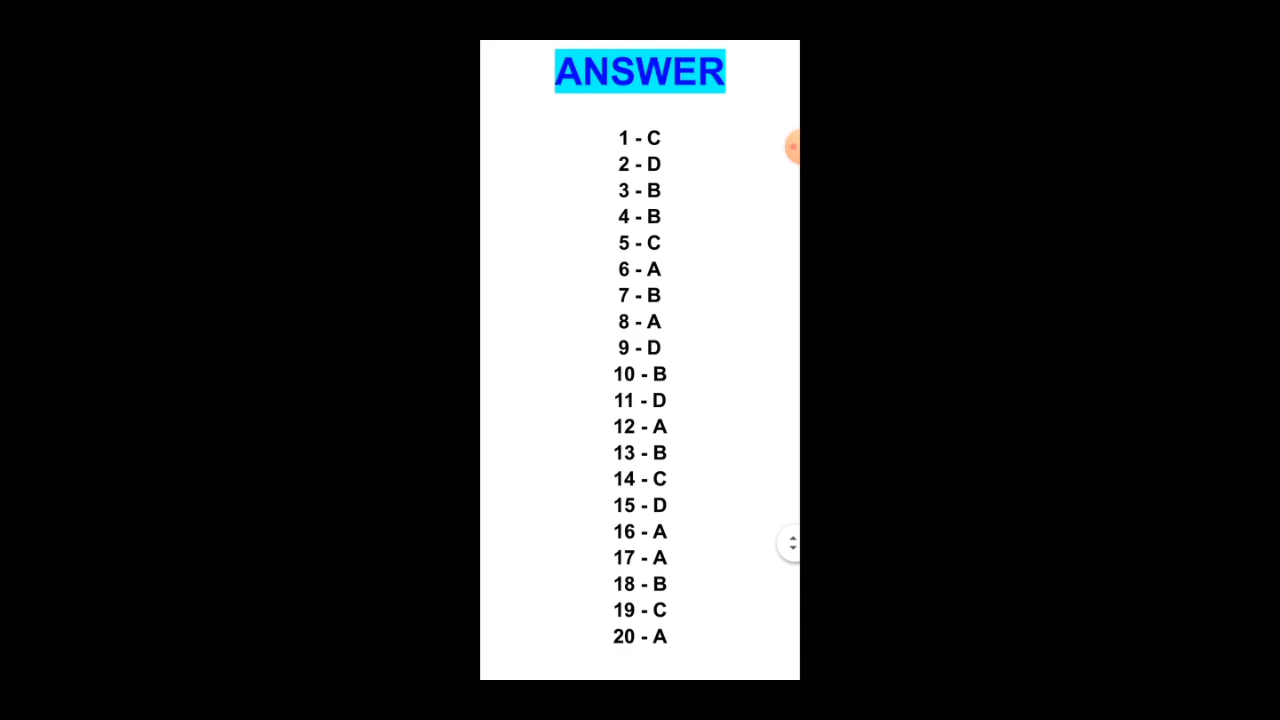 ANSWER
1 - C
2 - D
3 - B
4 - B
5 - C
6 - A
7 - B
8 - A
9 - D
10 - B
11 - D
12 - A
13 - B
14 - C
15 - D
16 - A
17 - A
18 - B
19 - C
20 - A